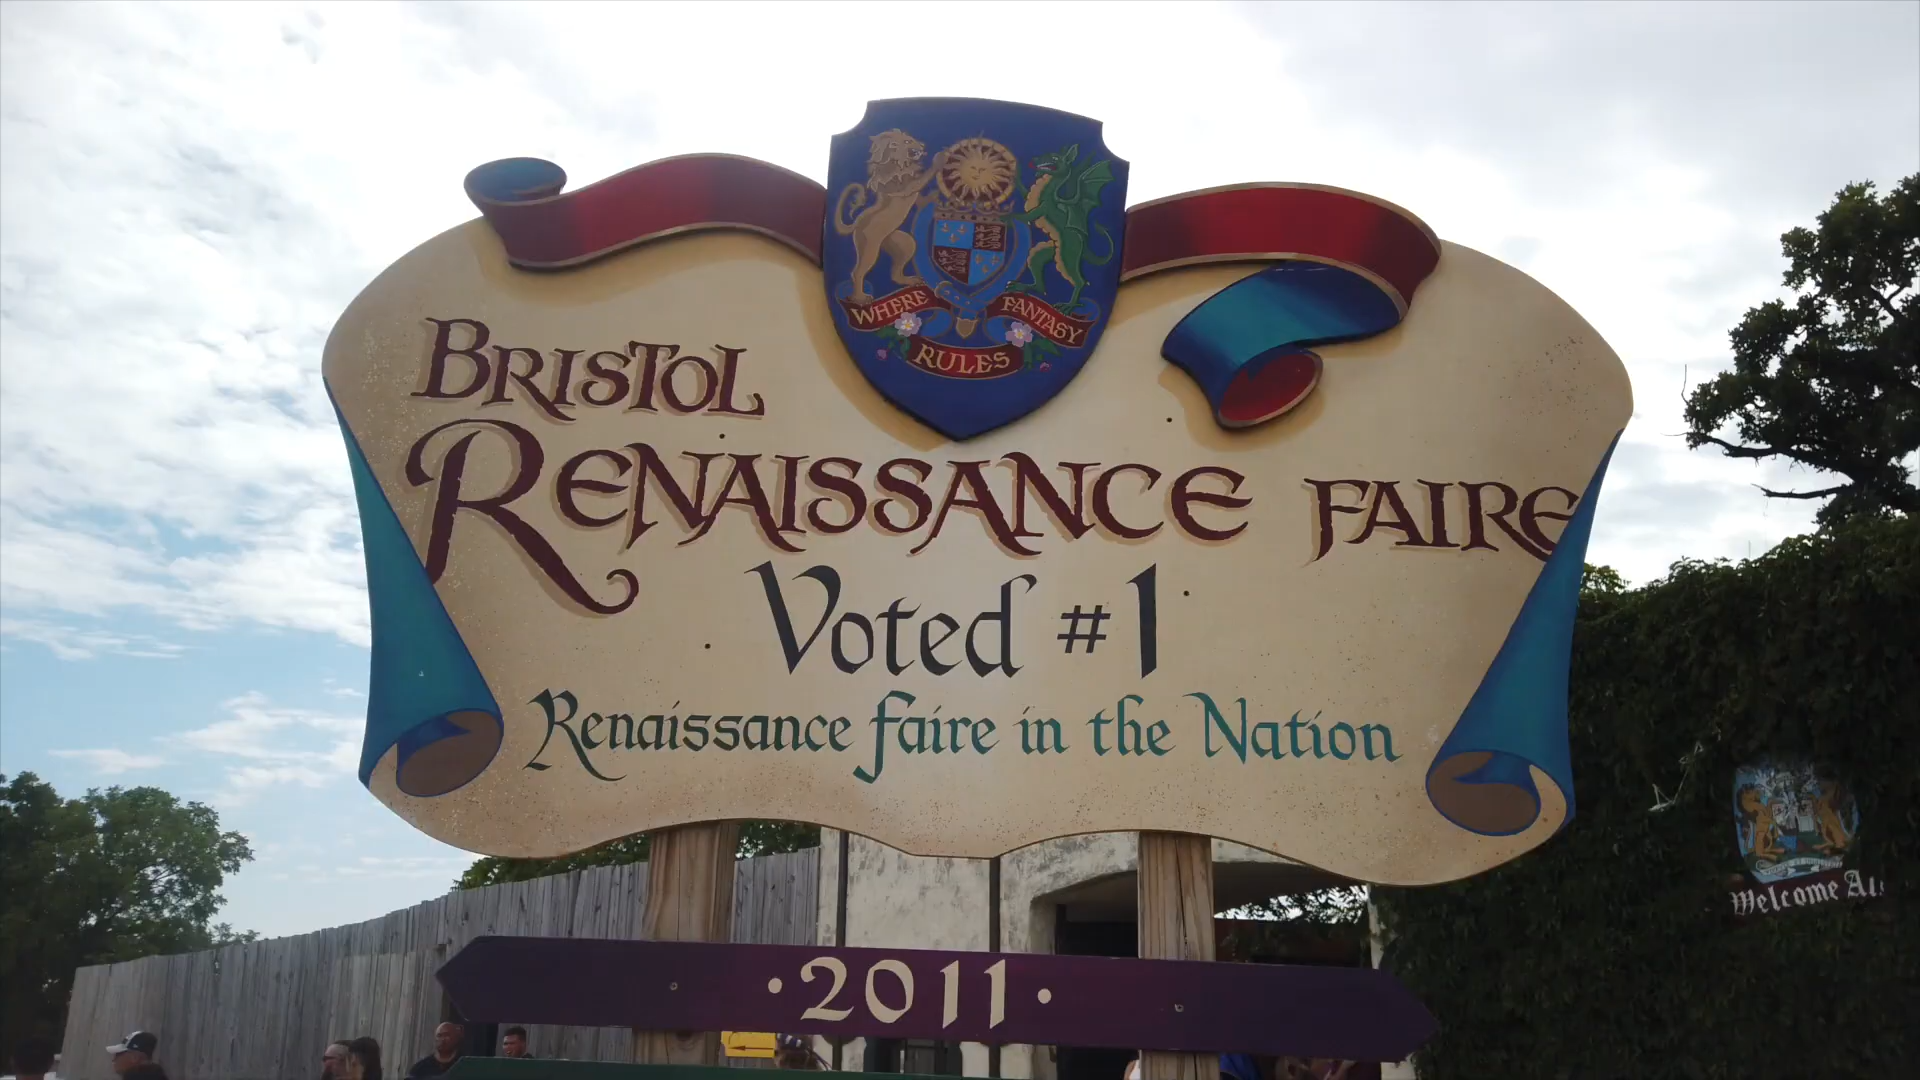 WHERE FANTASY
RULES
BRISTOL
RENAISSANCE FAIRE
Voted #1
Renaissance Faire in the Nation
• 2011 •
Welcome